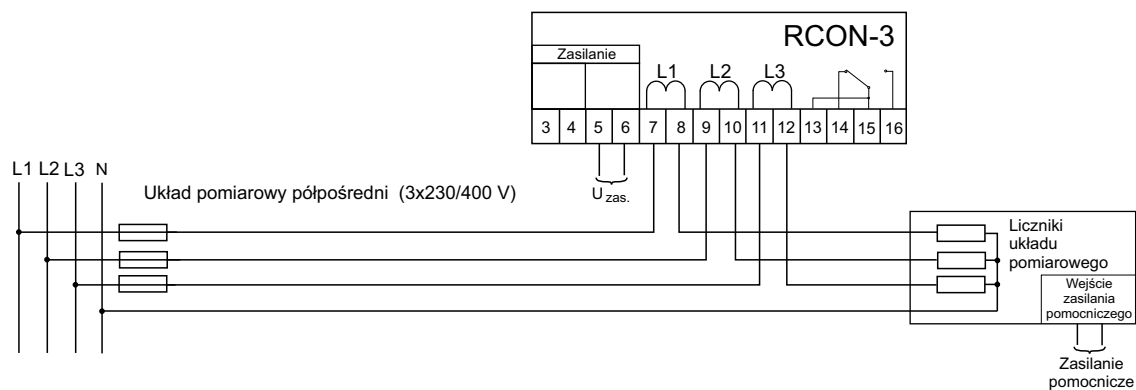 RCON-3
Zasilanie
L1 L2 L3
3 4 5 6 7 8 9 10 11 12 13 14 15 16
U zas.
L1 L2 L3 N
Układ pomiarowy półpośredni (3x230/400 V)
Liczniki
układu
pomiarowego
Wejście
zasilania
pomocniczego
Zasilanie
pomocnicze